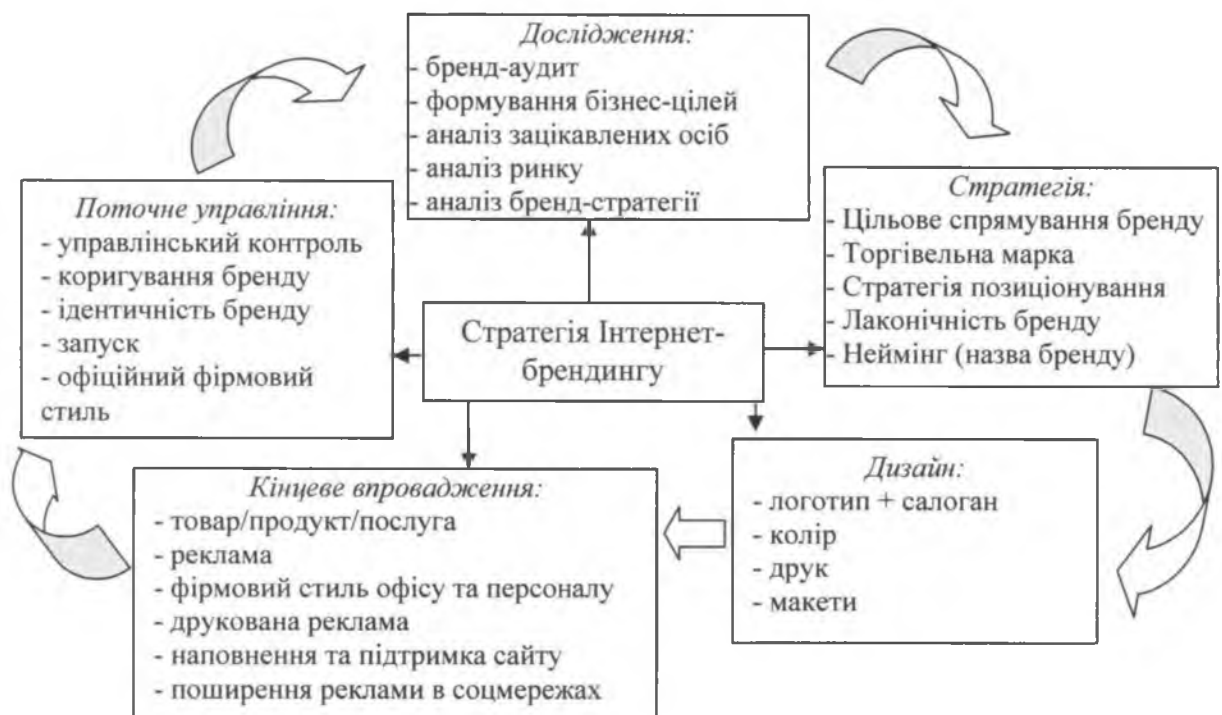 Дослідження:
- бренд-аудит
- формування бізнес-цілей
- аналіз зацікавлених осіб
- аналіз ринку
- аналіз бренд-стратегії
Стратегія:
- Цільове спрямування бренду
- Торгівельна марка
- Стратегія позиціонування
- Лаконічність бренду
- Неймінг (назва бренду)
Поточне управління:
- управлінський контроль
- коригування бренду
- ідентичність бренду
- запуск
- офіційний фірмовий
стиль
Стратегія Інтернет-
брендингу
Дизайн:
- логотип + салоган
- колір
- друк
- макети
Кінцеве впровадження:
- товар/продукт/послуга
- реклама
- фірмовий стиль офісу та персоналу
- друкована реклама
- наповнення та підтримка сайту
- поширення реклами в соцмережах